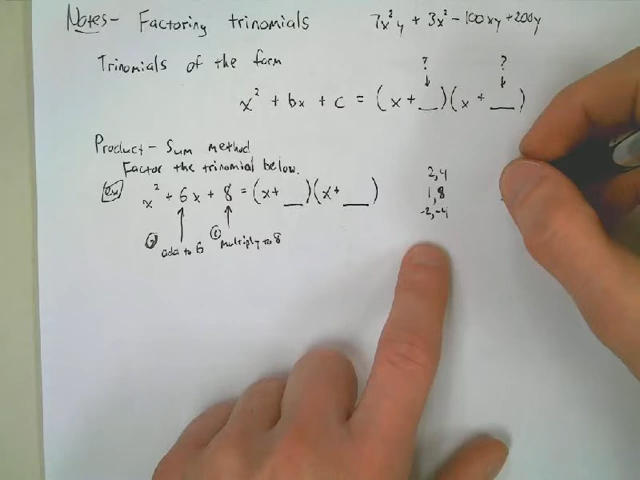 Notes- Factoring trinomials
7x²y + 3x² - 100xy + 200y
Trinomials of the form
? ?
x² + bx + c = (x + __)(x + __)
Product - Sum method
Factor the trinomial below.
ex x² + 6x + 8 = (x+ __)(x+ __)
② add to 6 ① multiply to 8
2, 4
1, 8
-2, -4